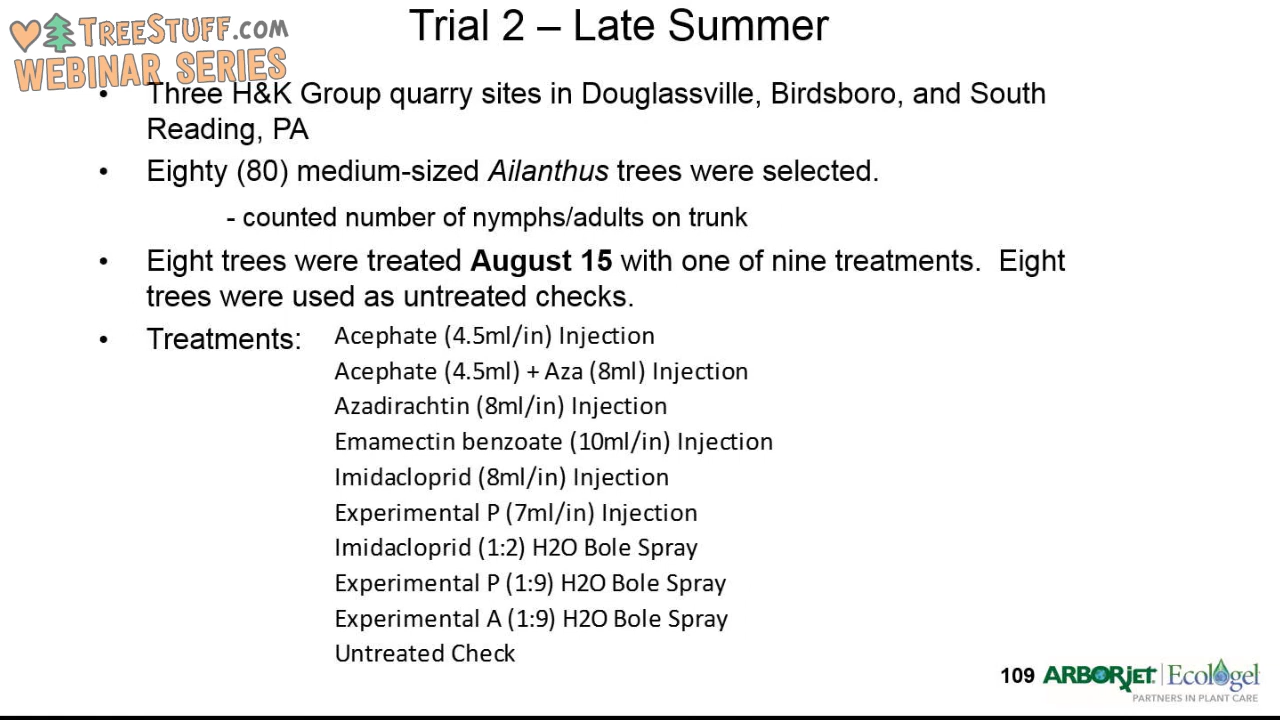 TREESTUFF.COM
WEBINAR SERIES
Trial 2 – Late Summer
• Three H&K Group quarry sites in Douglassville, Birdsboro, and South
Reading, PA
• Eighty (80) medium-sized Ailanthus trees were selected.
- counted number of nymphs/adults on trunk
• Eight trees were treated August 15 with one of nine treatments. Eight
trees were used as untreated checks.
• Treatments:
Acephate (4.5ml/in) Injection
Acephate (4.5ml) + Aza (8ml) Injection
Azadirachtin (8ml/in) Injection
Emamectin benzoate (10ml/in) Injection
Imidacloprid (8ml/in) Injection
Experimental P (7ml/in) Injection
Imidacloprid (1:2) H2O Bole Spray
Experimental P (1:9) H2O Bole Spray
Experimental A (1:9) H2O Bole Spray
Untreated Check
109 ARBORjET Ecologel
PARTNERS IN PLANT CARE